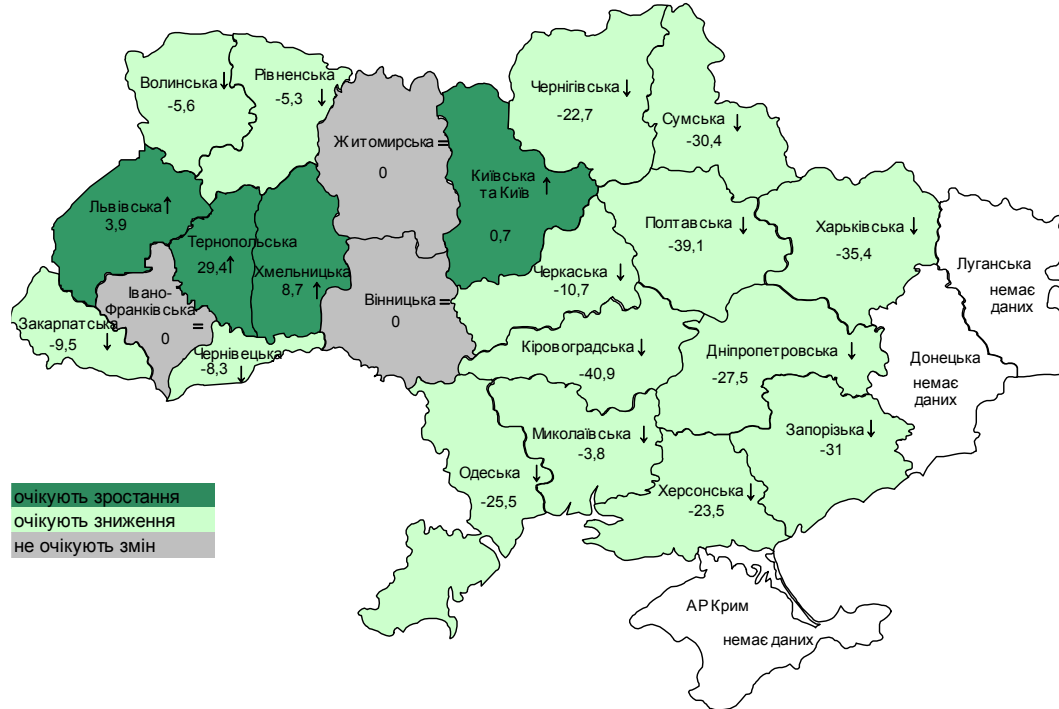 Волинська ↓
-5,6
Рівненська
-5,3 ↓
Житомирська =
0
Київська
та Київ ↑
0,7
Чернігівська ↓
-22,7
Сумська ↓
-30,4
Львівська ↑
3,9
Тернопольська
29,4 ↑
Хмельницька
8,7 ↑
Івано-
Франківська =
0
Закарпатська
-9,5 ↓
Чернівецька
-8,3 ↓
Вінницька =
0
Черкаська ↓
-10,7
Полтавська ↓
-39,1
Харківська ↓
-35,4
Луганська
немає
даних
Кіровоградська ↓
-40,9
Дніпропетровська ↓
-27,5
Донецька
немає
даних
Одеська ↓
-25,5
Миколаївська ↓
-3,8
Запорізька ↓
-31
Херсонська ↓
-23,5
АР Крим
немає даних
очікують зростання
очікують зниження
не очікують змін